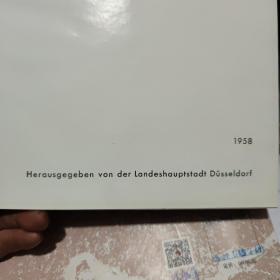 1958
Herausgegeben von der Landeshauptstadt Düsseldorf